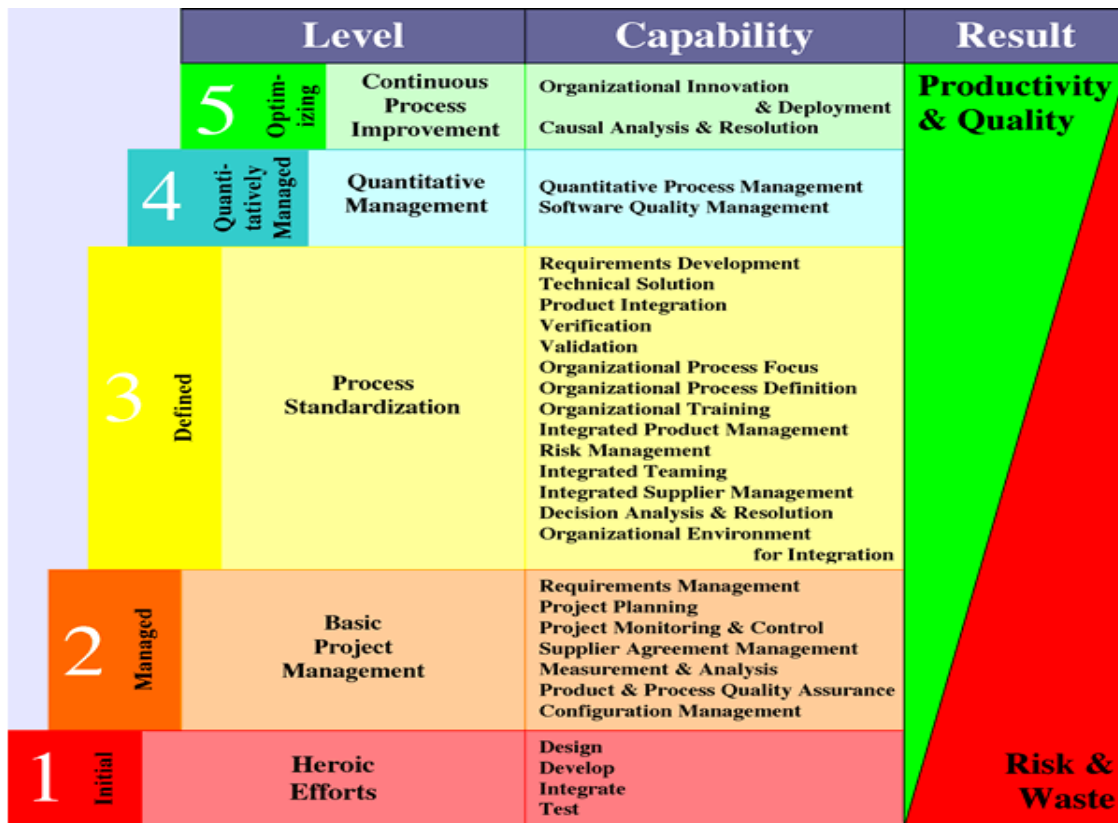 Level
Capability
Result
5
Optim-
izing
Continuous
Process
Improvement
Organizational Innovation
& Deployment
Causal Analysis & Resolution
Productivity
& Quality
4
Quanti-
tatively
Managed
Quantitative
Management
Quantitative Process Management
Software Quality Management
3
Defined
Process
Standardization
Requirements Development
Technical Solution
Product Integration
Verification
Validation
Organizational Process Focus
Organizational Process Definition
Organizational Training
Integrated Product Management
Risk Management
Integrated Teaming
Integrated Supplier Management
Decision Analysis & Resolution
Organizational Environment
for Integration
2
Managed
Basic
Project
Management
Requirements Management
Project Planning
Project Monitoring & Control
Supplier Agreement Management
Measurement & Analysis
Product & Process Quality Assurance
Configuration Management
1
Initial
Heroic
Efforts
Design
Develop
Integrate
Test
Risk &
Waste